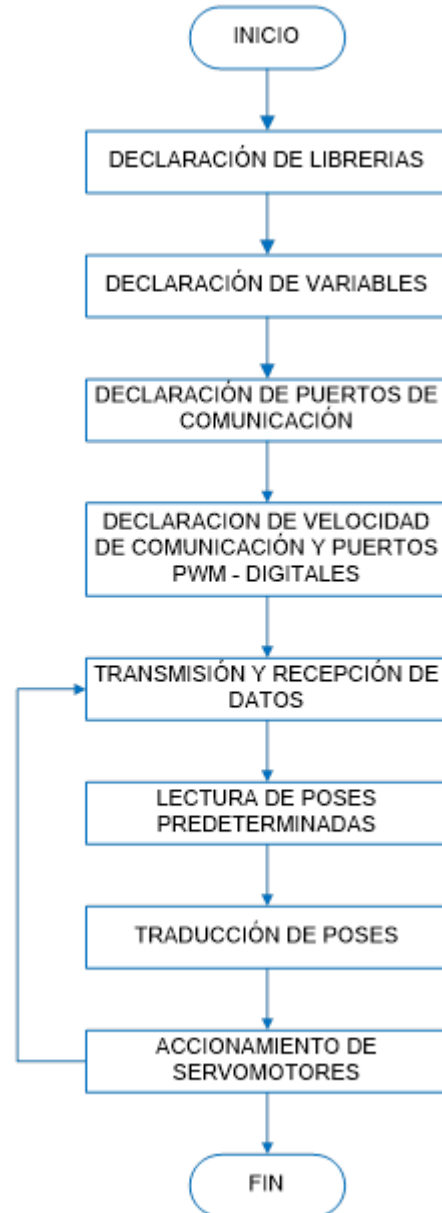 INICIO
DECLARACIÓN DE LIBRERIAS
DECLARACIÓN DE VARIABLES
DECLARACIÓN DE PUERTOS DE
COMUNICACIÓN
DECLARACION DE VELOCIDAD
DE COMUNICACIÓN Y PUERTOS
PWM - DIGITALES
TRANSMISIÓN Y RECEPCIÓN DE
DATOS
LECTURA DE POSES
PREDETERMINADAS
TRADUCCIÓN DE POSES
ACCIONAMIENTO DE
SERVOMOTORES
FIN